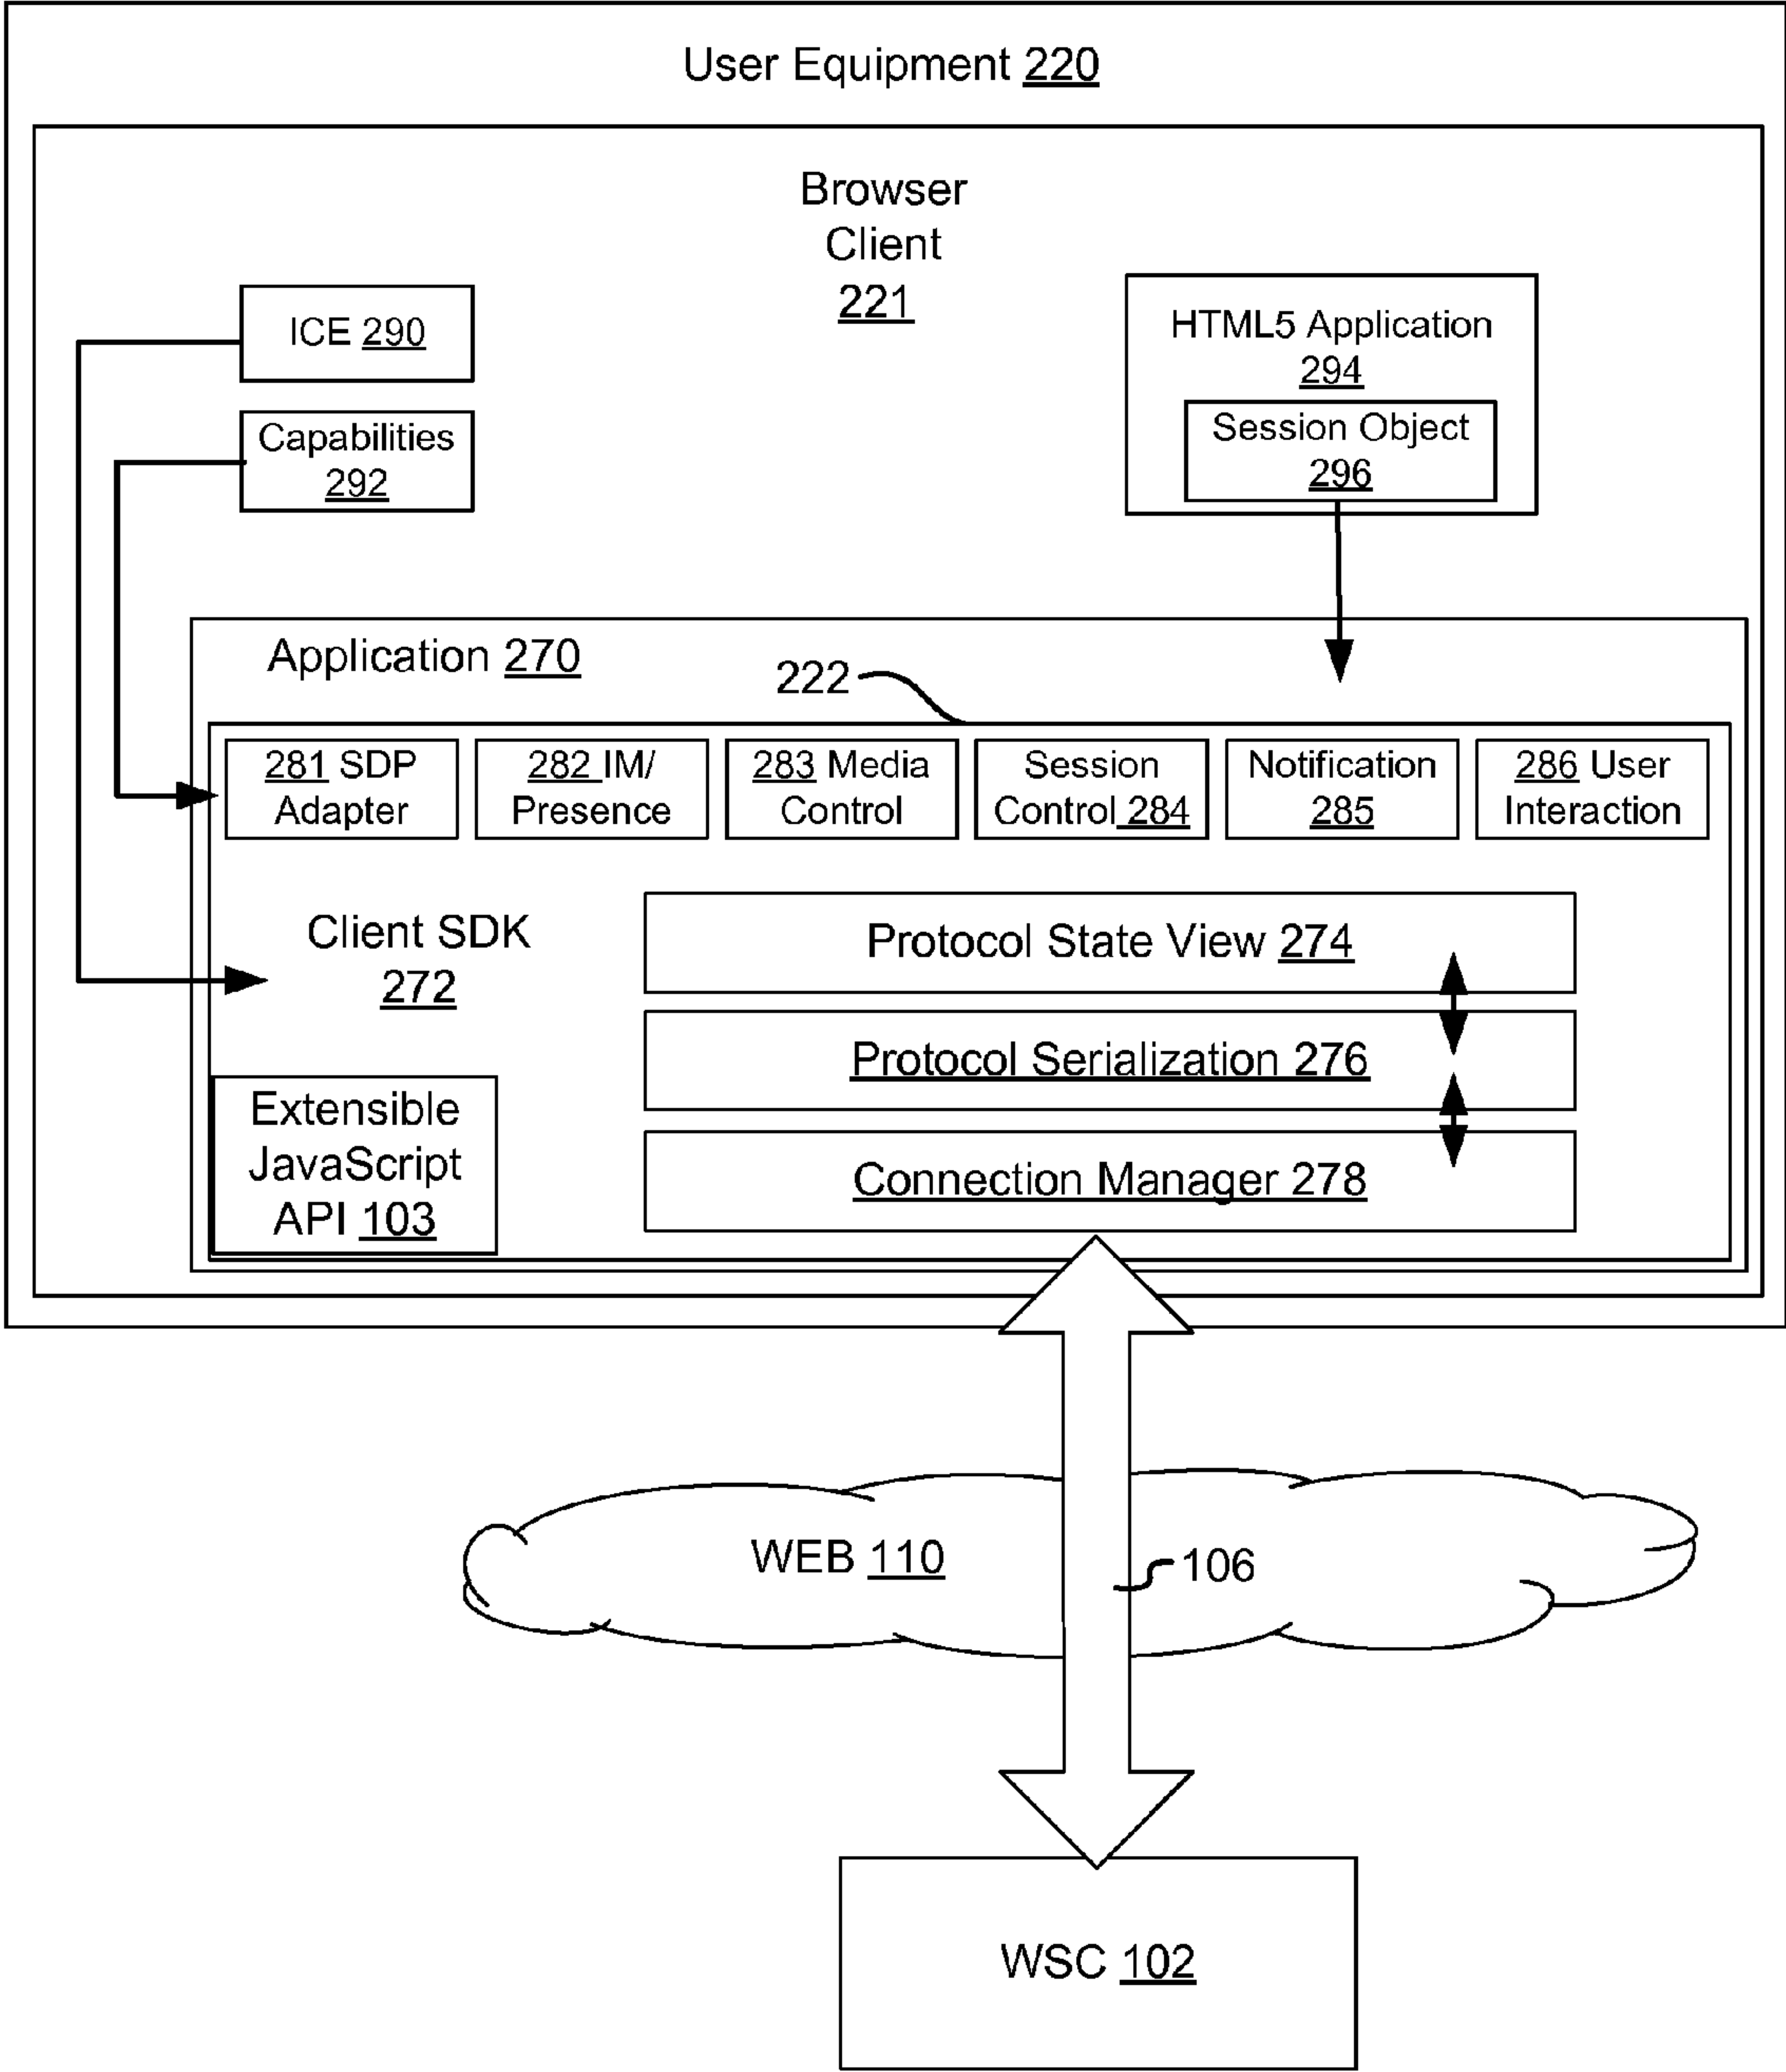 User Equipment 220
Browser
Client
221
ICE 290
Capabilities
292
HTML5 Application
294
Session Object
296
Application 270
222
281 SDP
Adapter
282 IM/
Presence
283 Media
Control
Session
Control 284
Notification
285
286 User
Interaction
Client SDK
272
Protocol State View 274
Protocol Serialization 276
Connection Manager 278
Extensible
JavaScript
API 103
WEB 110
106
WSC 102